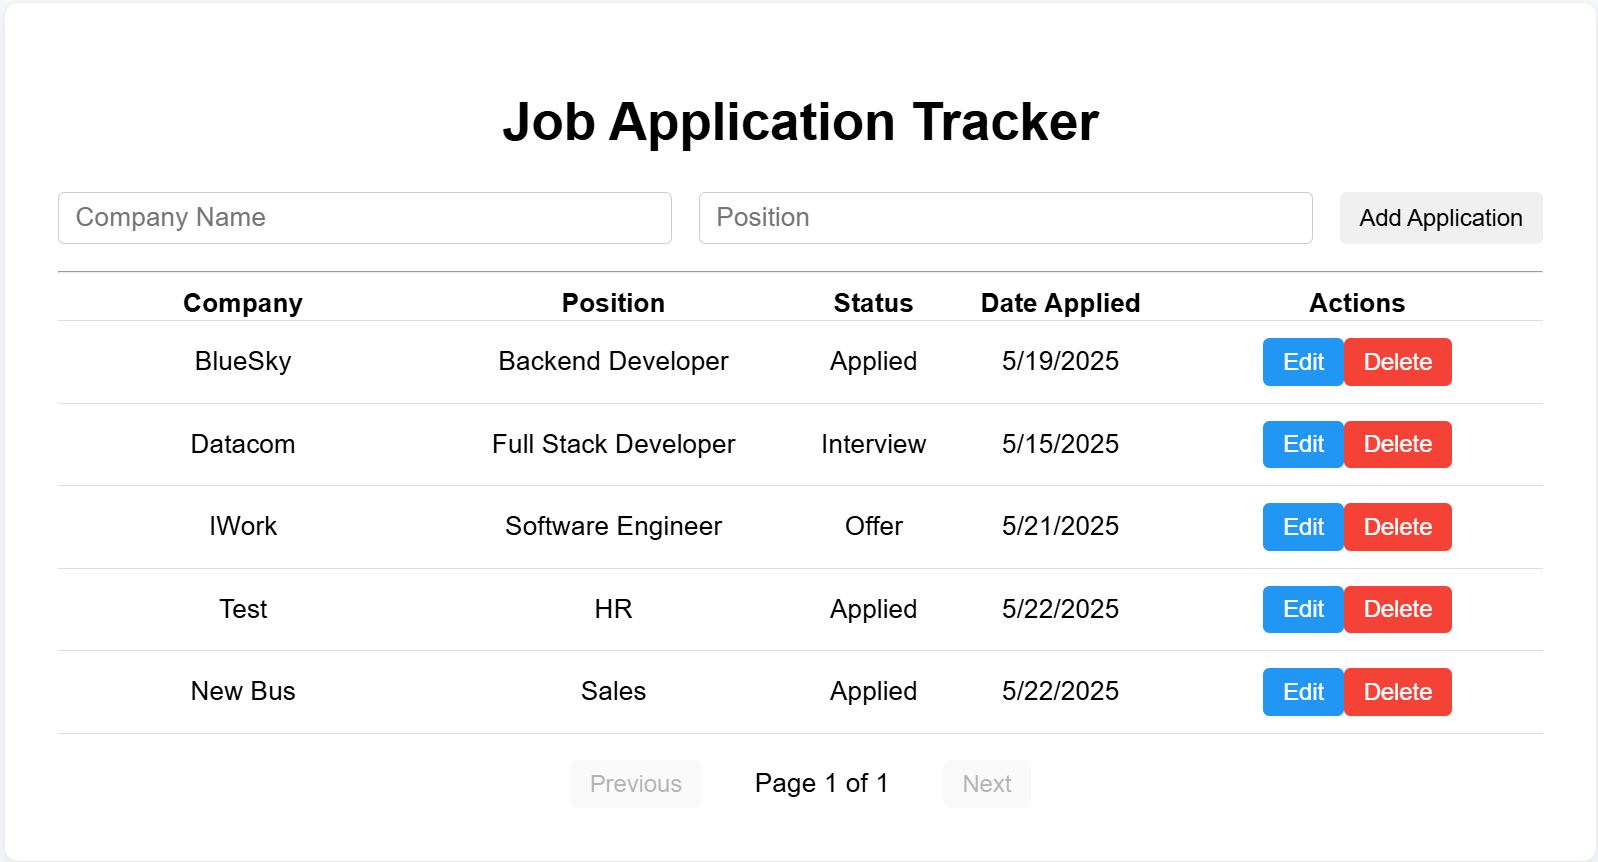 Job Application Tracker
Company Name Position Add Application
Company Position Status Date Applied Actions
BlueSky Backend Developer Applied 5/19/2025 Edit Delete
Datacom Full Stack Developer Interview 5/15/2025 Edit Delete
IWork Software Engineer Offer 5/21/2025 Edit Delete
Test HR Applied 5/22/2025 Edit Delete
New Bus Sales Applied 5/22/2025 Edit Delete
Previous Page 1 of 1 Next